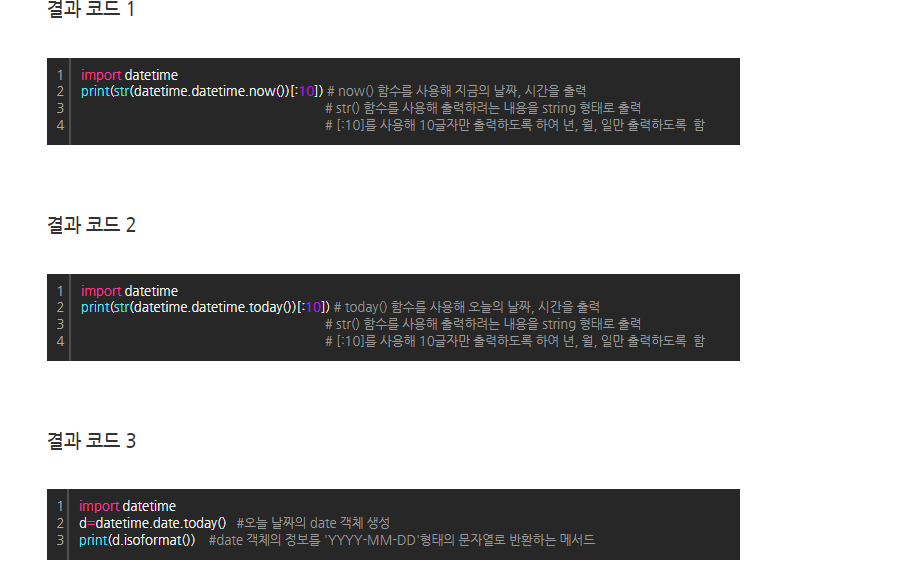 결과 코드 1
1 import datetime
2 print(str(datetime.datetime.now())[:10]) # now() 함수를 사용해 지금의 날짜, 시간을 출력
3 # str() 함수를 사용해 출력하려는 내용을 string 형태로 출력
4 # [:10]를 사용해 10글자만 출력하도록 하여 년, 월, 일만 출력하도록 함
결과 코드 2
1 import datetime
2 print(str(datetime.datetime.today())[:10]) # today() 함수를 사용해 오늘의 날짜, 시간을 출력
3 # str() 함수를 사용해 출력하려는 내용을 string 형태로 출력
4 # [:10]를 사용해 10글자만 출력하도록 하여 년, 월, 일만 출력하도록 함
결과 코드 3
1 import datetime
2 d=datetime.date.today() #오늘 날짜의 date 객체 생성
3 print(d.isoformat()) #date 객체의 정보를 'YYYY-MM-DD'형태의 문자열로 반환하는 메서드